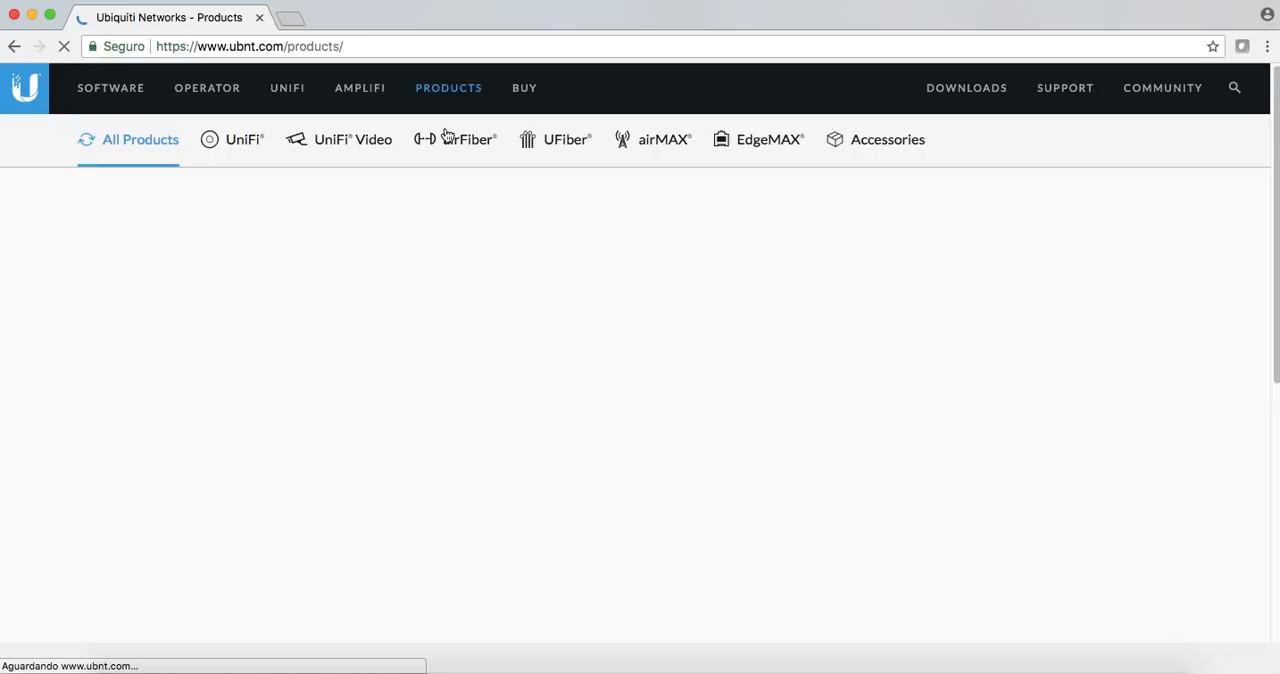 Ubiquiti Networks - Products
Seguro https://www.ubnt.com/products/
SOFTWARE OPERATOR UNIFI AMPLIFI PRODUCTS BUY DOWNLOADS SUPPORT COMMUNITY
All Products UniFi® UniFi® Video airFiber® UFiber® airMAX® EdgeMAX® Accessories
Aguardando www.ubnt.com...